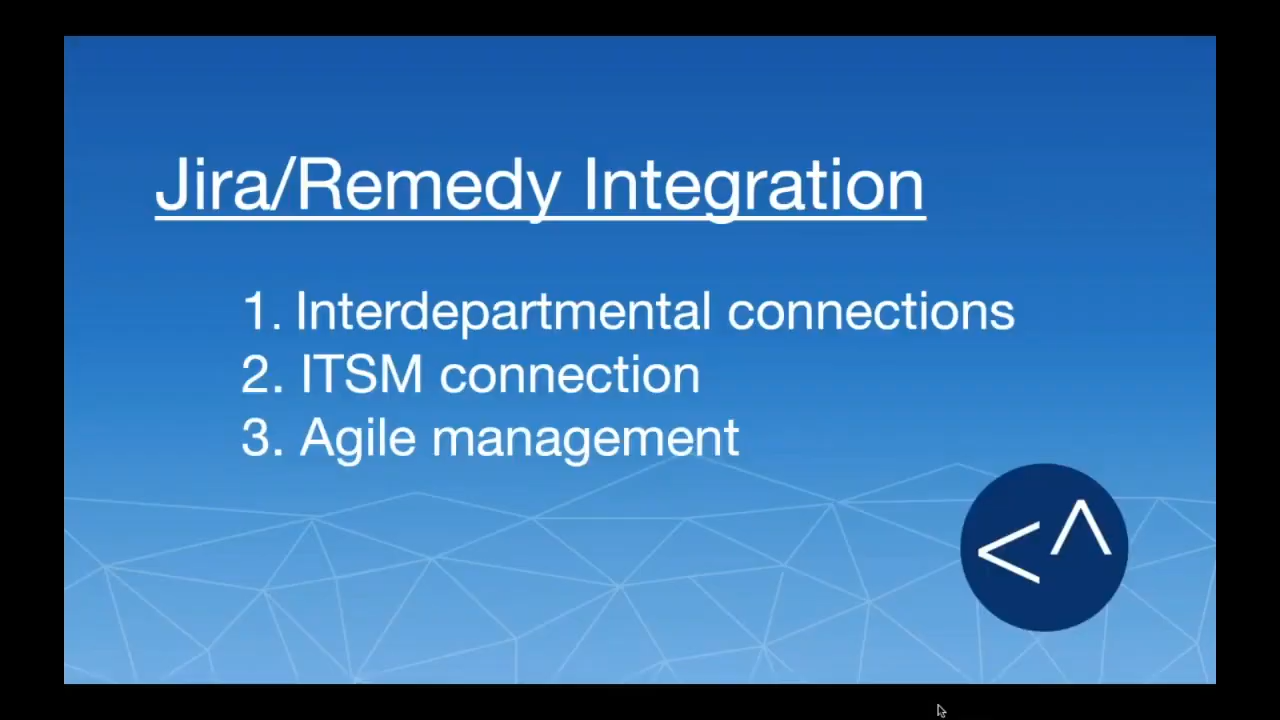 Jira/Remedy Integration
1. Interdepartmental connections
2. ITSM connection
3. Agile management
<^